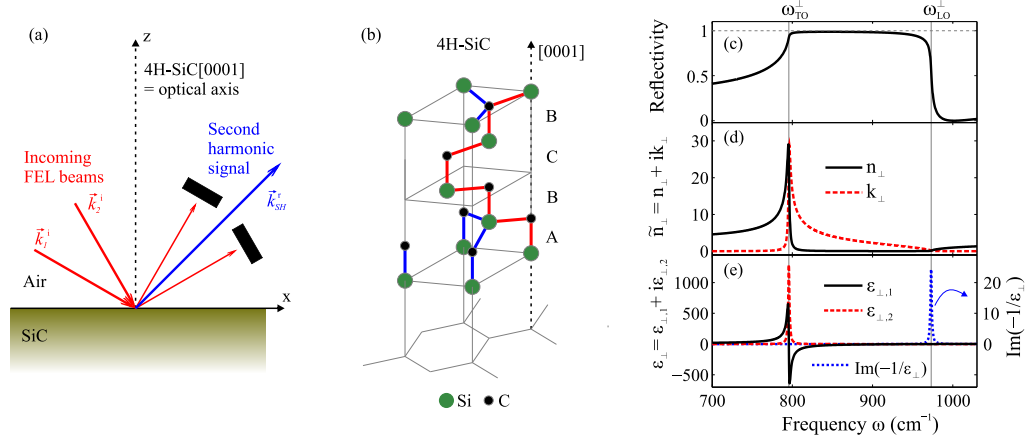 (a)
z
4H-SiC[0001]
= optical axis
Incoming
FEL beams
Second
harmonic
signal
k⃗₂ⁱ
k⃗₁ⁱ
k⃗_SHʳ
Air
x
SiC
(b)
4H-SiC
[0001]
B
C
B
A
Si
C
ω_TO^⊥
ω_LO^⊥
Reflectivity
1
0.5
0
(c)
ñ_⊥ = n_⊥ + ik_⊥
30
20
10
0
(d)
n_⊥
k_⊥
ε_⊥ = ε_⊥,1 + iε_⊥,2
1000
500
0
−500
(e)
ε_⊥,1
ε_⊥,2
Im(-1/ε_⊥)
20
10
0
Im(-1/ε_⊥)
700
800
900
1000
Frequency ω (cm⁻¹)